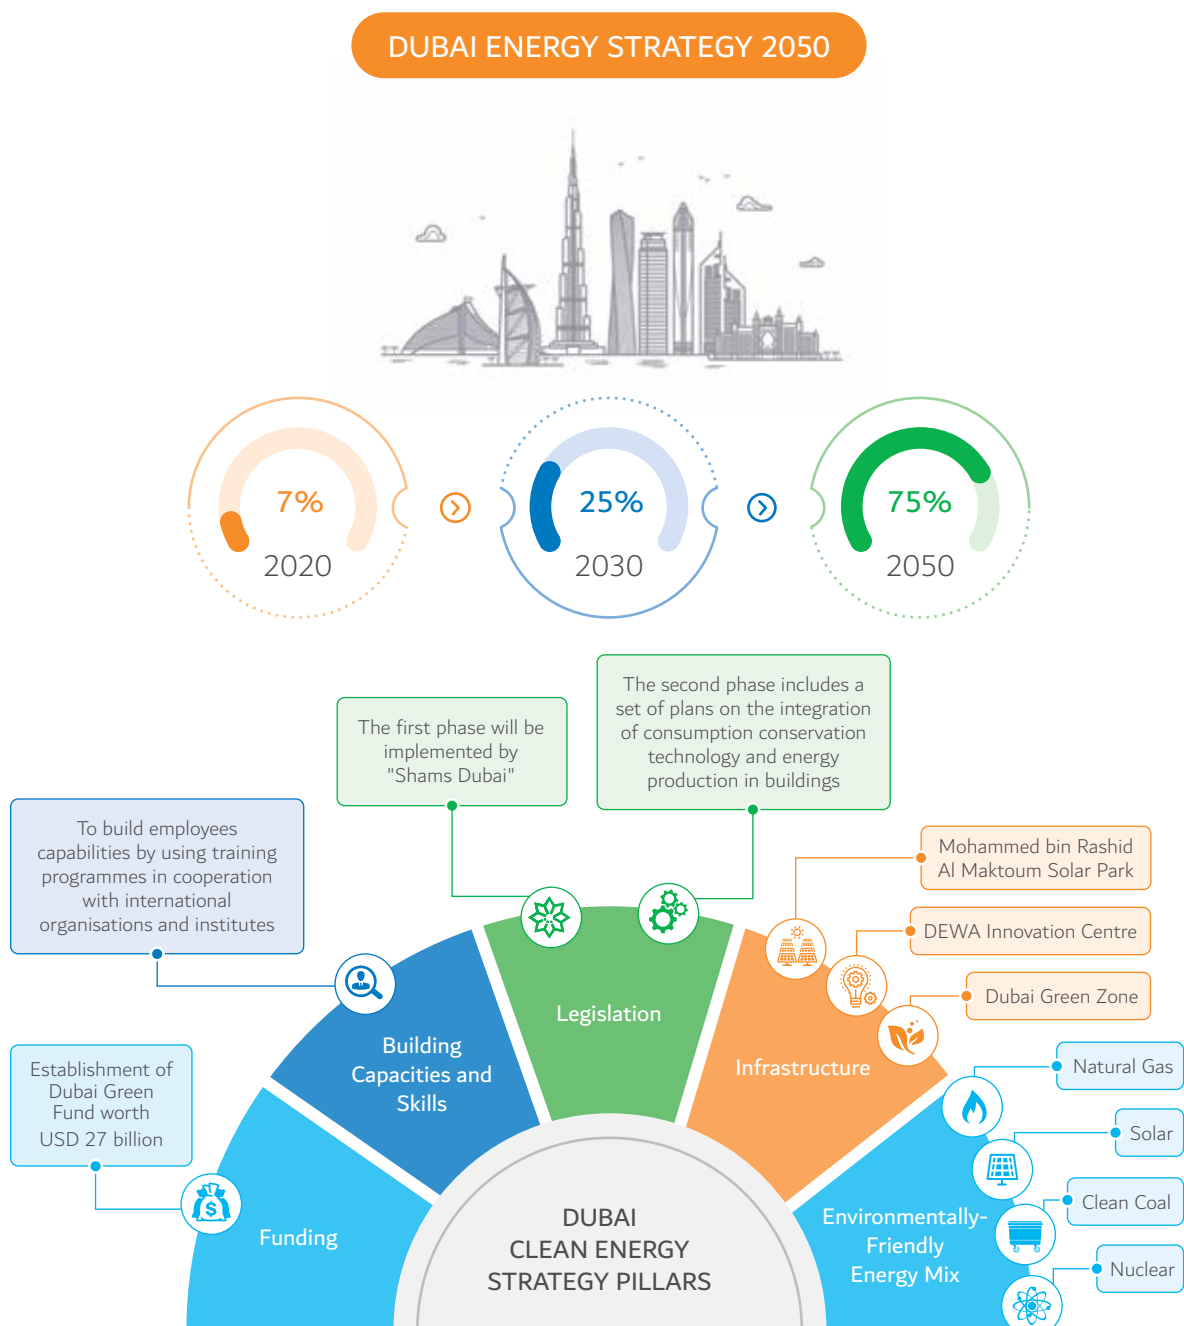 DUBAI ENERGY STRATEGY 2050
7%
2020
25%
2030
75%
2050
The second phase includes a
set of plans on the integration
of consumption conservation
technology and energy
production in buildings
The first phase will be
implemented by
"Shams Dubai"
To build employees
capabilities by using training
programmes in cooperation
with international
organisations and institutes
Mohammed bin Rashid
Al Maktoum Solar Park
DEWA Innovation Centre
Dubai Green Zone
Legislation
Building
Capacities and
Skills
Infrastructure
Establishment of
Dubai Green
Fund worth
USD 27 billion
Natural Gas
Solar
Clean Coal
Nuclear
$
Funding
Environmentally-
Friendly
Energy Mix
DUBAI
CLEAN ENERGY
STRATEGY PILLARS